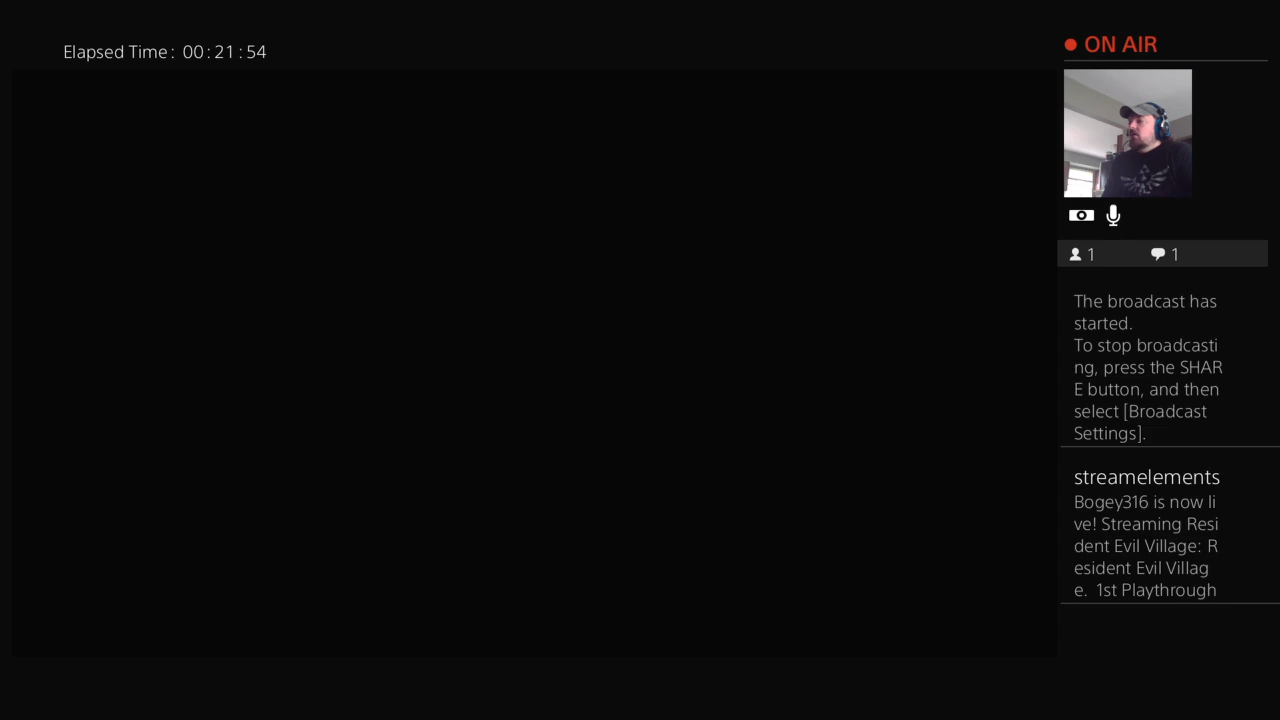 Elapsed Time: 00:21:54
ON AIR
1 1
The broadcast has
started.
To stop broadcasti
ng, press the SHAR
E button, and then
select [Broadcast
Settings].
streamelements
Bogey316 is now li
ve! Streaming Resi
dent Evil Village: R
esident Evil Villag
e. 1st Playthrough